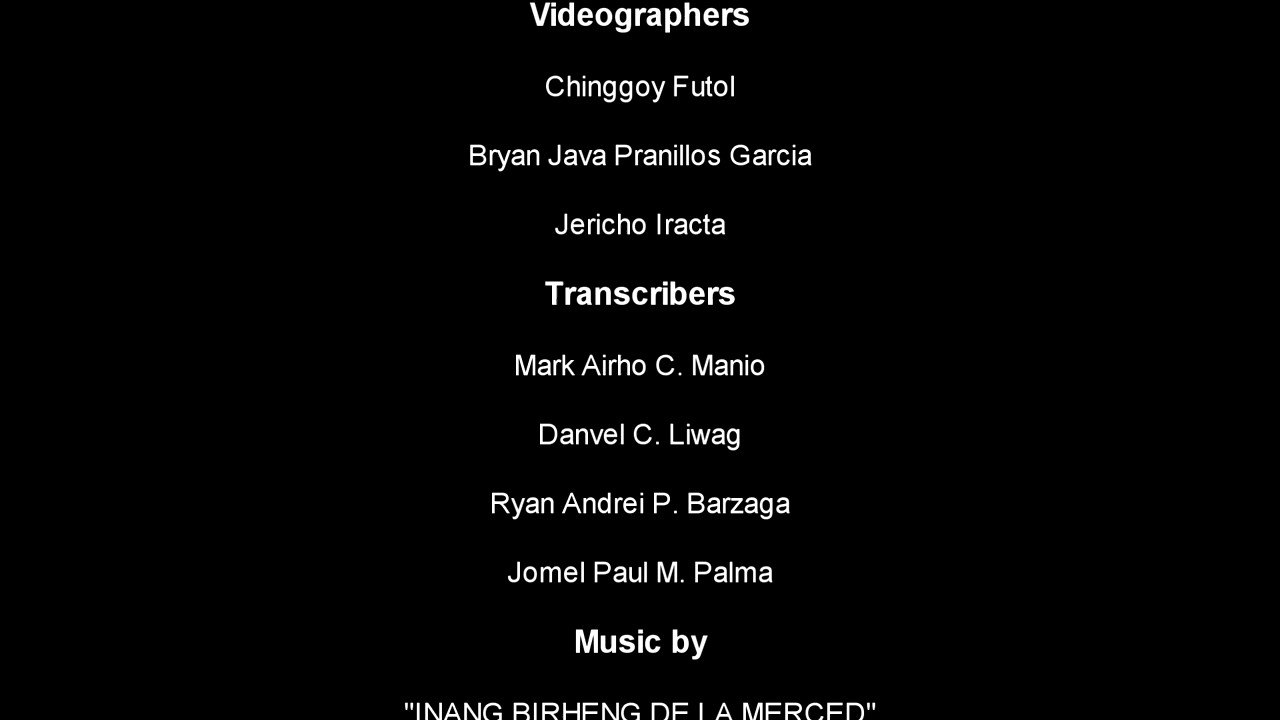 Videographers
Chinggoy Futol
Bryan Java Pranillos Garcia
Jericho Iracta
Transcribers
Mark Airho C. Manio
Danvel C. Liwag
Ryan Andrei P. Barzaga
Jomel Paul M. Palma
Music by
"INANG BIRHENG DE LA MERCED"